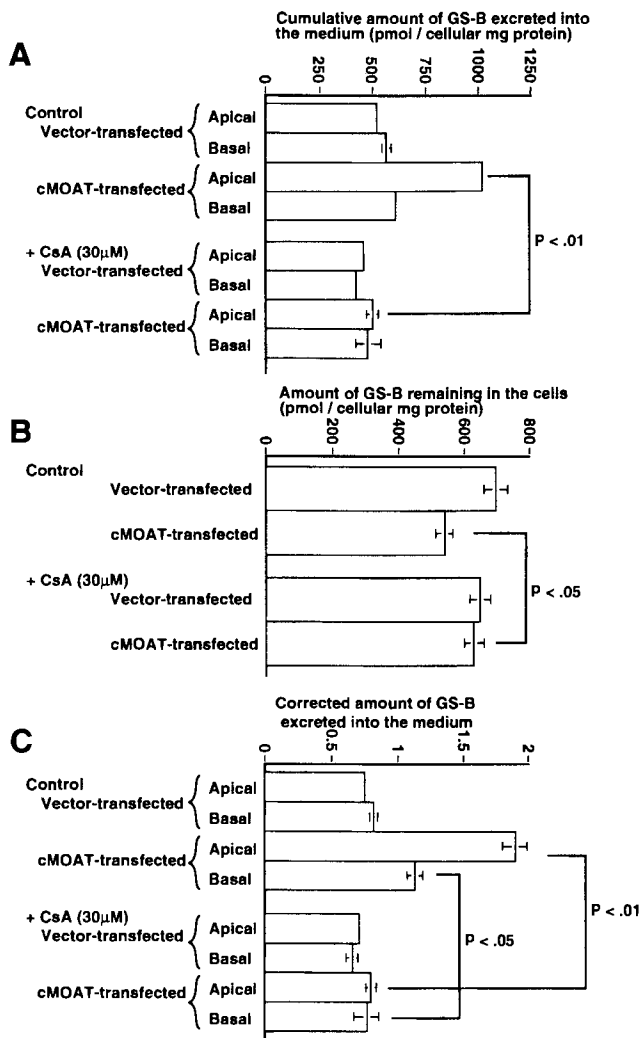 A
Cumulative amount of GS-B excreted into
the medium (pmol / cellular mg protein)
0 250 500 750 1000 1250
Control
Vector-transfected
Apical
Basal
cMOAT-transfected
Apical
Basal
+ CsA (30μM)
Vector-transfected
Apical
Basal
cMOAT-transfected
Apical
Basal
P < .01
B
Amount of GS-B remaining in the cells
(pmol / cellular mg protein)
0 200 400 600 800
Control
Vector-transfected
cMOAT-transfected
+ CsA (30μM)
Vector-transfected
cMOAT-transfected
P < .05
C
Corrected amount of GS-B
excreted into the medium
0 0.5 1 1.5 2
Control
Vector-transfected
Apical
Basal
cMOAT-transfected
Apical
Basal
+ CsA (30μM)
Vector-transfected
Apical
Basal
cMOAT-transfected
Apical
Basal
P < .05
P < .01